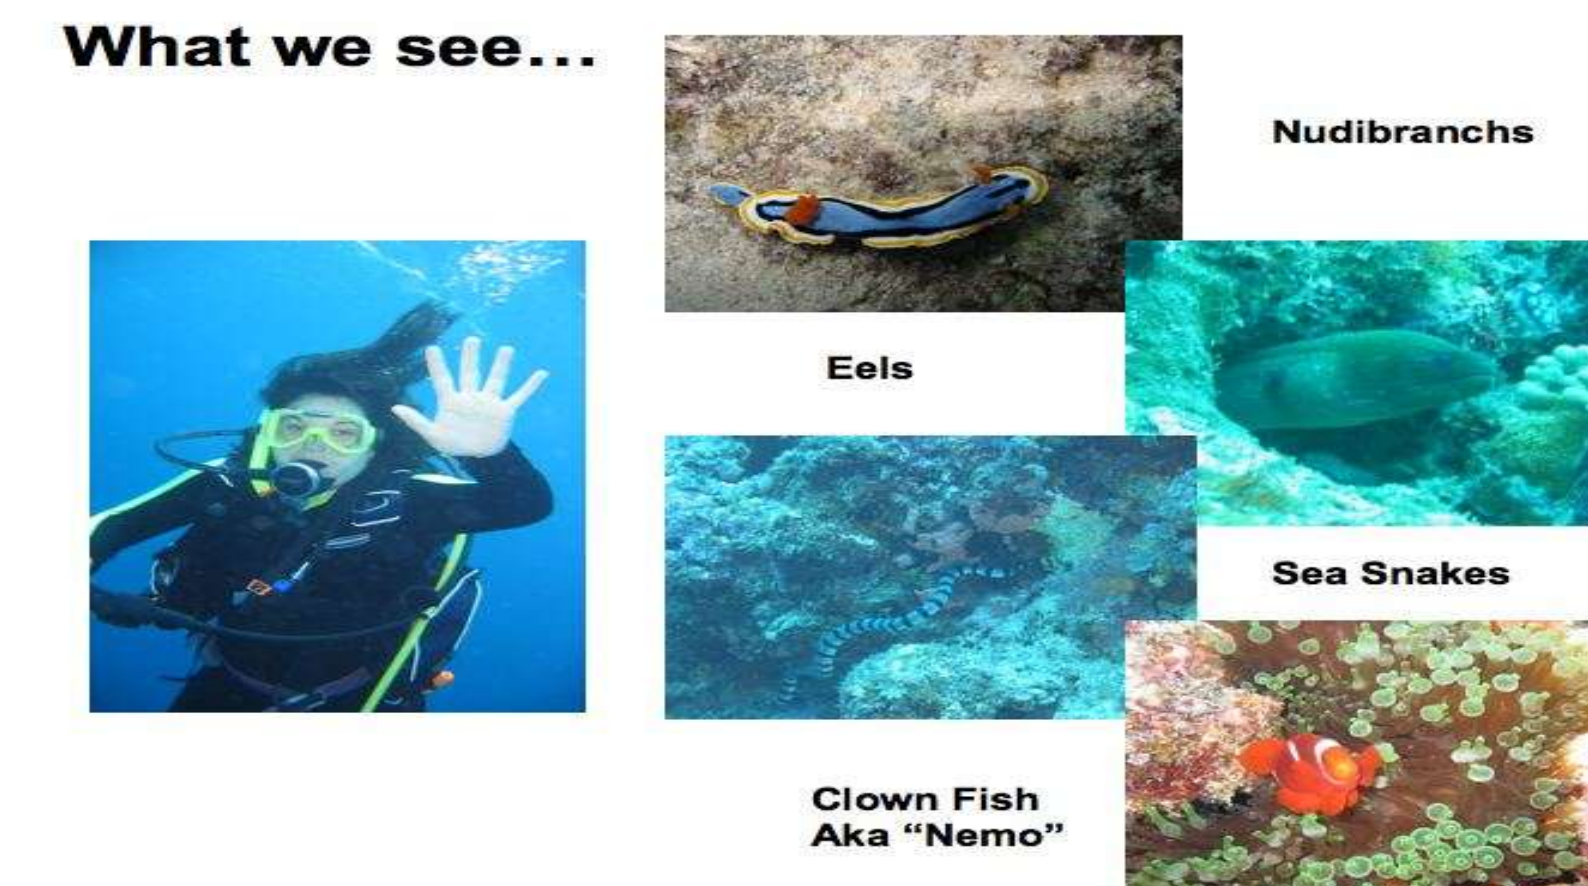 What we see...
Nudibranchs
Eels
Sea Snakes
Clown Fish
Aka “Nemo”